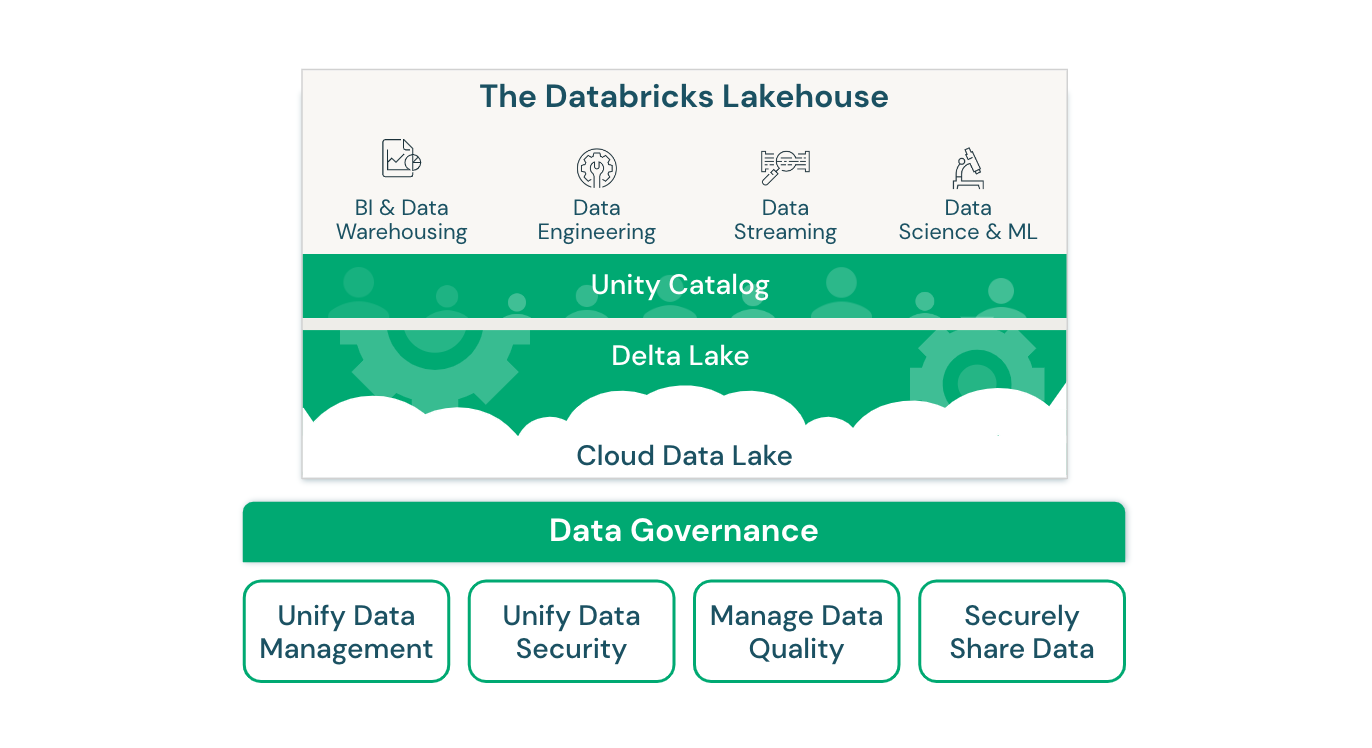 The Databricks Lakehouse
BI & Data
Warehousing
Data
Engineering
Data
Streaming
Data
Science & ML
Unity Catalog
Delta Lake
Cloud Data Lake
Data Governance
Unify Data
Management
Unify Data
Security
Manage Data
Quality
Securely
Share Data